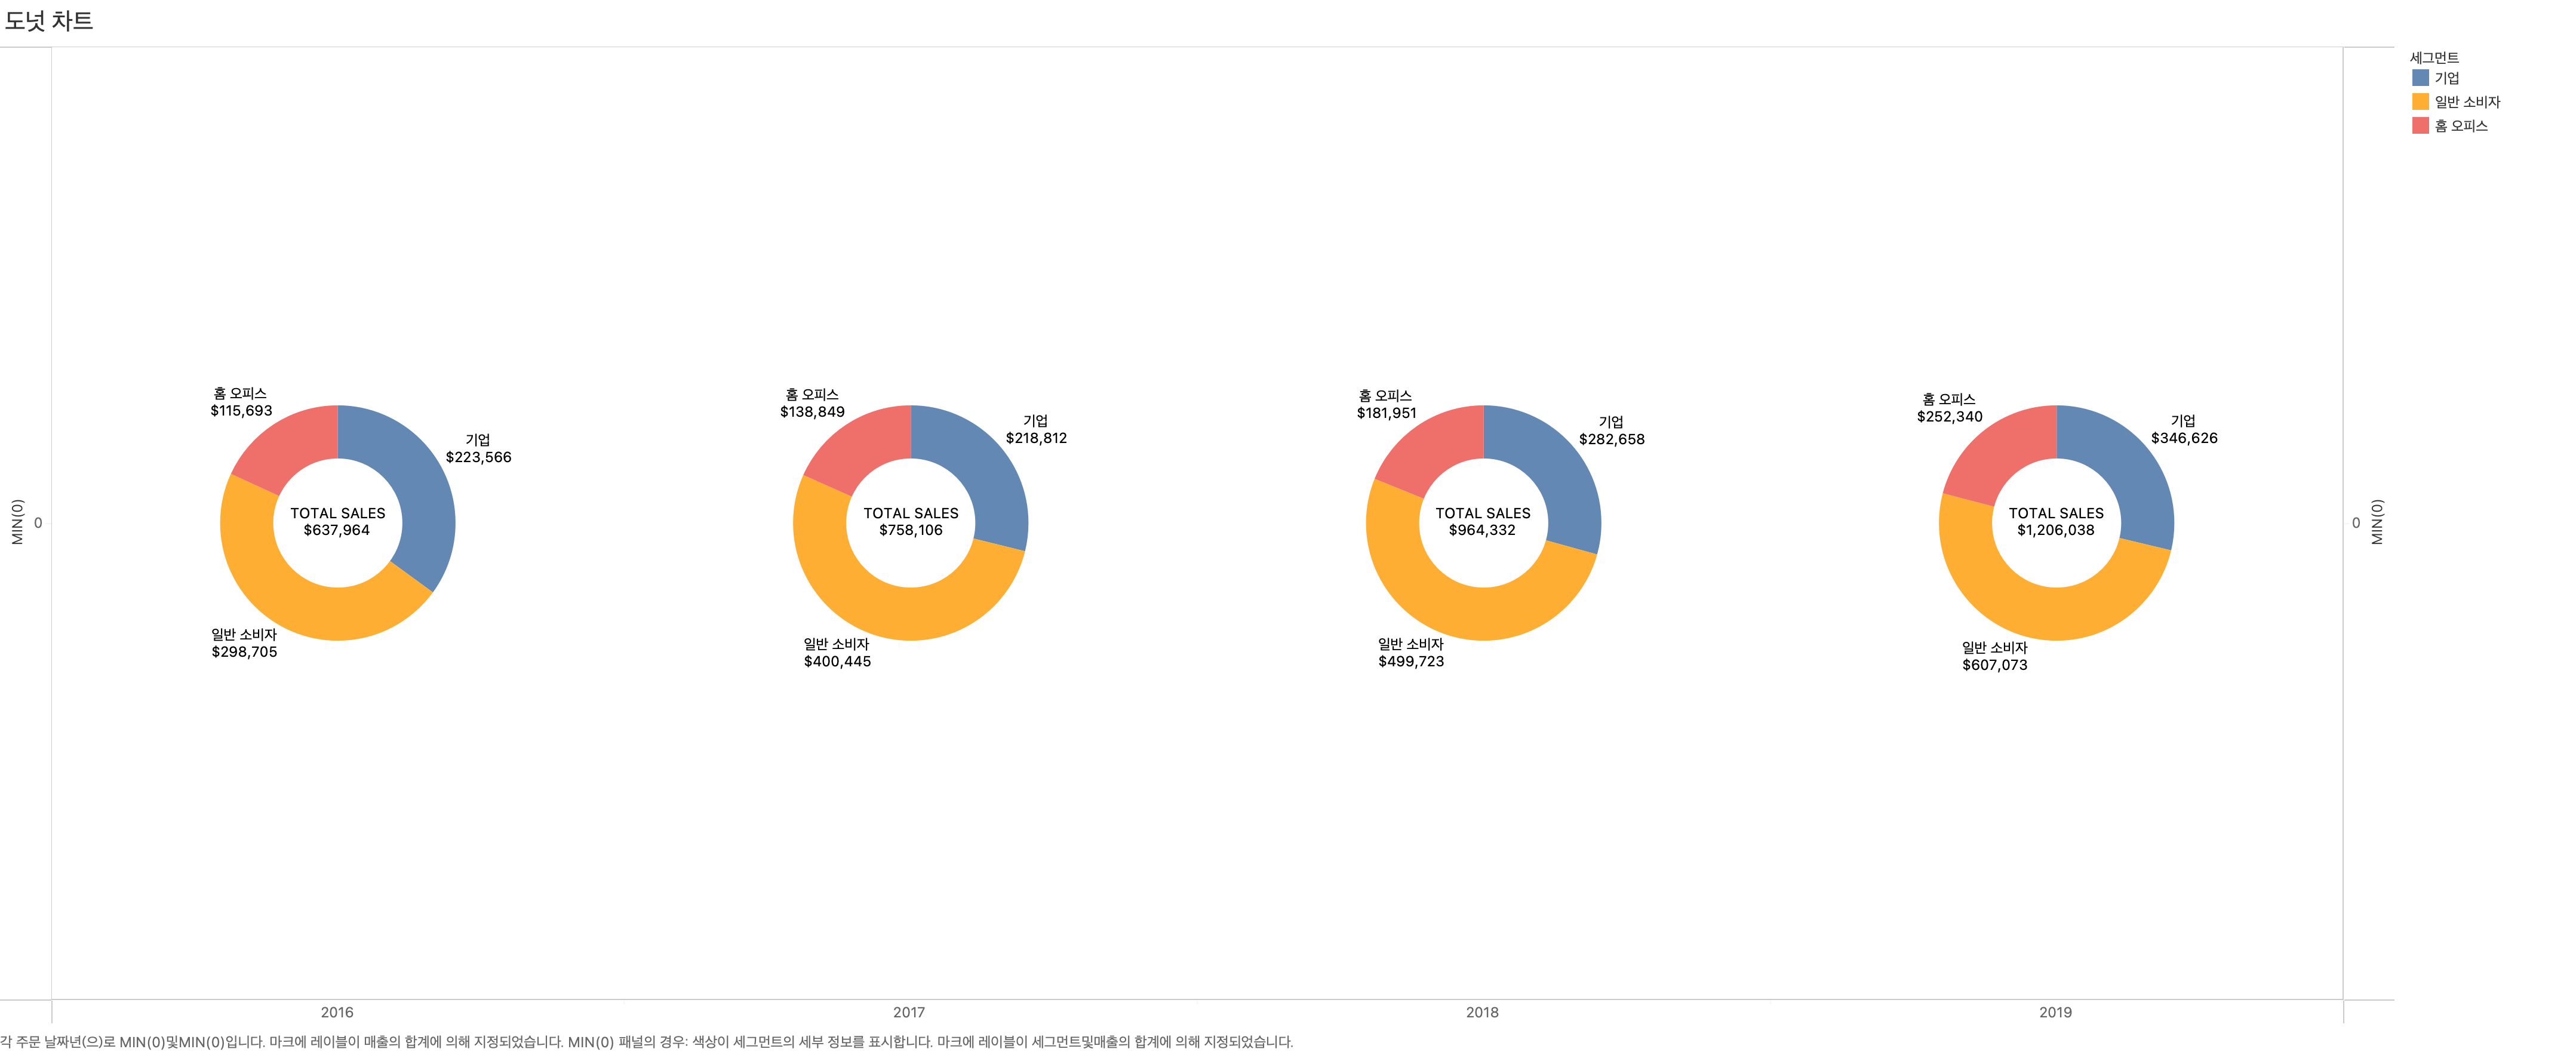 도넛 차트
세그먼트
기업
일반 소비자
홈 오피스
MIN(0)
0
홈 오피스
$115,693
기업
$223,566
TOTAL SALES
$637,964
일반 소비자
$298,705
홈 오피스
$138,849
기업
$218,812
TOTAL SALES
$758,106
일반 소비자
$400,445
홈 오피스
$181,951
기업
$282,658
TOTAL SALES
$964,332
일반 소비자
$499,723
홈 오피스
$252,340
기업
$346,626
TOTAL SALES
$1,206,038
일반 소비자
$607,073
0
MIN(0)
2016
2017
2018
2019
각 주문 날짜년(으)로 MIN(0)및MIN(0)입니다. 마크에 레이블이 매출의 합계에 의해 지정되었습니다. MIN(0) 패널의 경우: 색상이 세그먼트의 세부 정보를 표시합니다. 마크에 레이블이 세그먼트및매출의 합계에 의해 지정되었습니다.